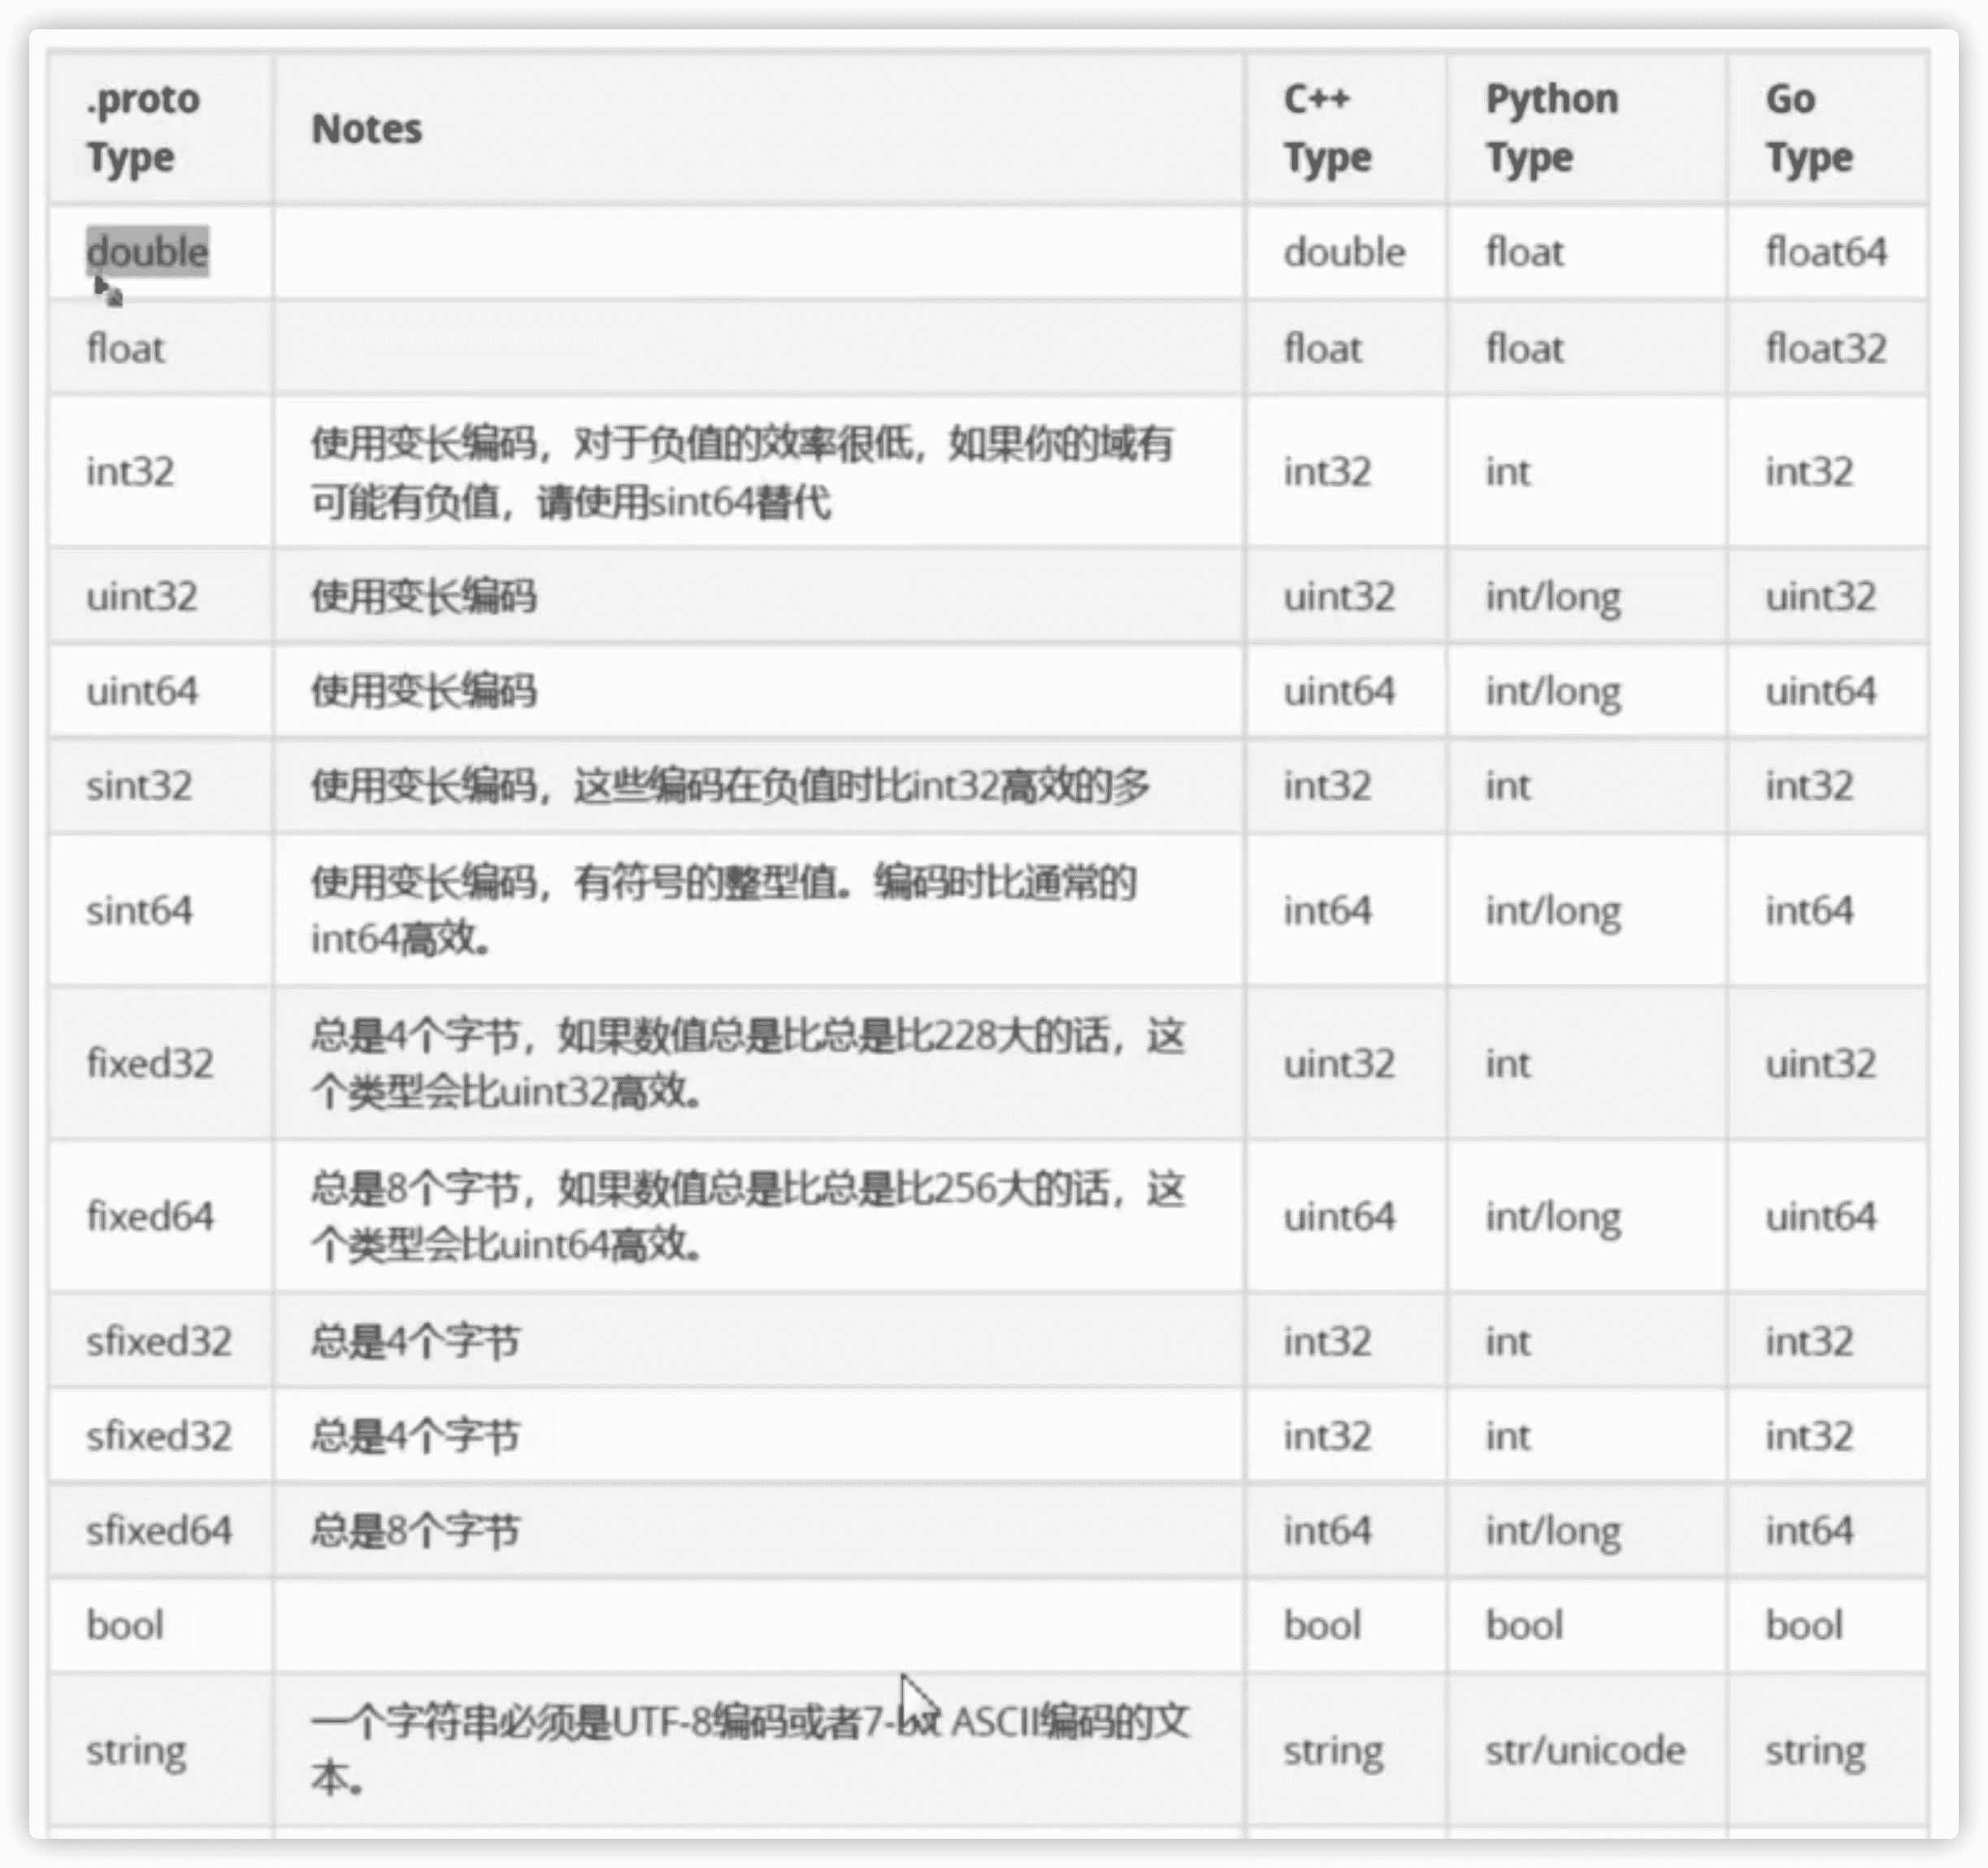 .proto Type Notes C++ Type Python Type Go Type
double double float float64
float float float float32
int32 使用变长编码，对于负值的效率很低，如果你的域有
可能有负值，请使用sint64替代 int32 int int32
uint32 使用变长编码 uint32 int/long uint32
uint64 使用变长编码 uint64 int/long uint64
sint32 使用变长编码，这些编码在负值时比int32高效的多 int32 int int32
sint64 使用变长编码，有符号的整型值。编码时比通常的
int64高效。 int64 int/long int64
fixed32 总是4个字节，如果数值总是比总是比228大的话，这
个类型会比uint32高效。 uint32 int uint32
fixed64 总是8个字节，如果数值总是比总是比256大的话，这
个类型会比uint64高效。 uint64 int/long uint64
sfixed32 总是4个字节 int32 int int32
sfixed32 总是4个字节 int32 int int32
sfixed64 总是8个字节 int64 int/long int64
bool bool bool bool
string 一个字符串必须是UTF-8编码或者7-bit ASCII编码的文
本。 string str/unicode string